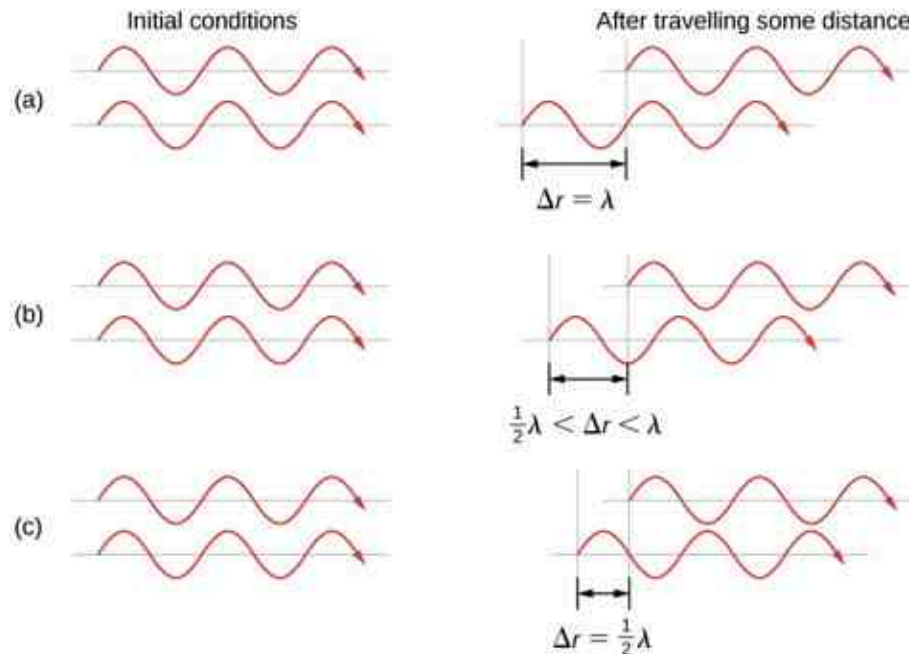 Initial conditions
After travelling some distance
(a)
Δr = λ
(b)
½λ < Δr < λ
(c)
Δr = ½λ